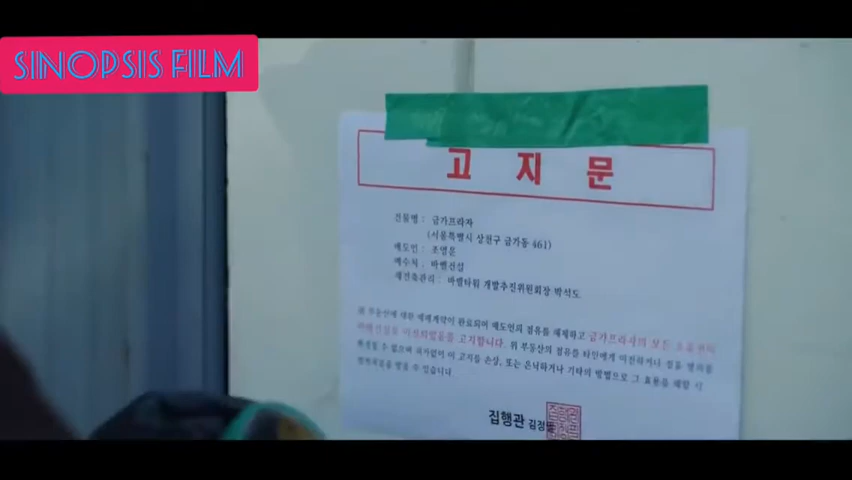 SINOPSIS FILM
고 지 문
건물명 : 금가프라자
(서울특별시 상천구 금가동 461)
매도인 : 조영운
매수처 : 바벨건설
재건축관리 : 바벨타워 개발추진위원회장 박석도
위 부동산에 대한 매매계약이 완료되어 매도인의 점유를 해제하고 금가프라자의 모든 소유권이
바벨건설로 이전되었음을 고지합니다. 위 부동산의 점유를 타인에게 이전하거나 점유 명의를
변경할 수 없으며 허가없이 이 고지를 손상, 또는 은닉하거나 기타의 방법으로 그 효용을 해할 시
형벌처벌을 받을 수 있습니다
집행관 김정